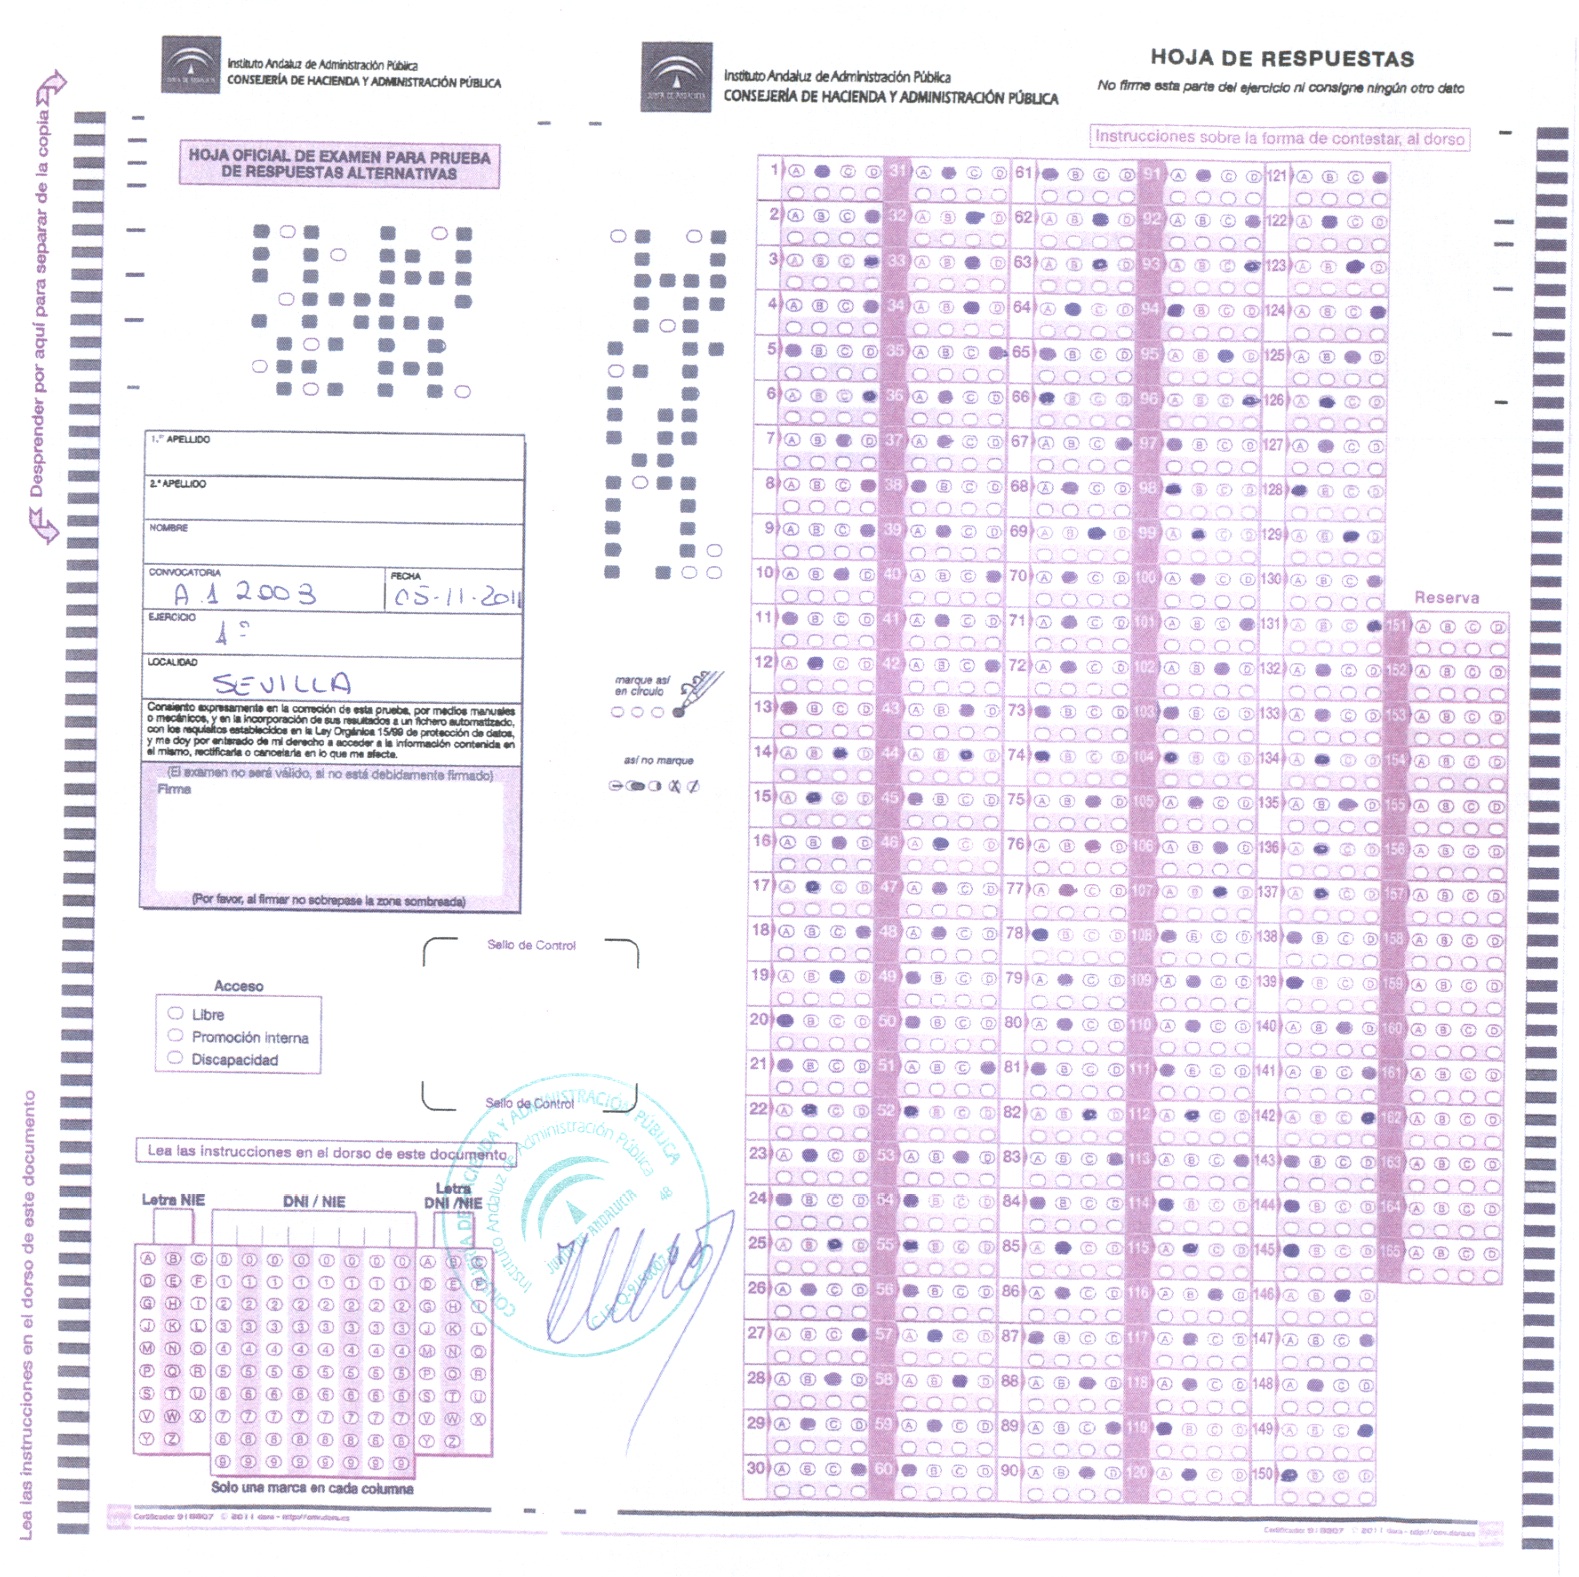 Instituto Andaluz de Administración Pública
CONSEJERÍA DE HACIENDA Y ADMINISTRACIÓN PÚBLICA
HOJA OFICIAL DE EXAMEN PARA PRUEBA
DE RESPUESTAS ALTERNATIVAS
1.er APELLIDO
2.º APELLIDO
NOMBRE
CONVOCATORIA
A.1 2003
FECHA
05-11-2011
EJERCICIO
1º
LOCALIDAD
SEVILLA
Consiento expresamente en la correción de esta prueba, por medios manuales
o mecánicos, y en la incorporación de sus resultados a un fichero automatizado,
con los requisitos establecidos en la Ley Orgánica 15/99 de protección de datos,
y me doy por enterado de mi derecho a acceder a la información contenida en
el mismo, rectificarla o cancelarla en lo que me afecte.
(El examen no será válido, si no está debidamente firmado)
Firma
(Por favor, al firmar no sobrepase la zona sombreada)
Sello de Control
Acceso
Libre
Promoción interna
Discapacidad
Sello de Control
Lea las instrucciones en el dorso de este documento
Letra NIE
DNI / NIE
Letra
DNI /NIE
Solo una marca en cada columna
Desprender por aquí para separar de la copia
Lea las instrucciones en el dorso de este documento
Instituto Andaluz de Administración Pública
CONSEJERÍA DE HACIENDA Y ADMINISTRACIÓN PÚBLICA
HOJA DE RESPUESTAS
No firme esta parte del ejercicio ni consigne ningún otro dato
Instrucciones sobre la forma de contestar, al dorso
marque así
en círculo
así no marque
Reserva
CONSEJERIA DE HACIENDA Y ADMINISTRACION PUBLICA
Instituto Andaluz de Administración Pública
JUNTA DE ANDALUCIA